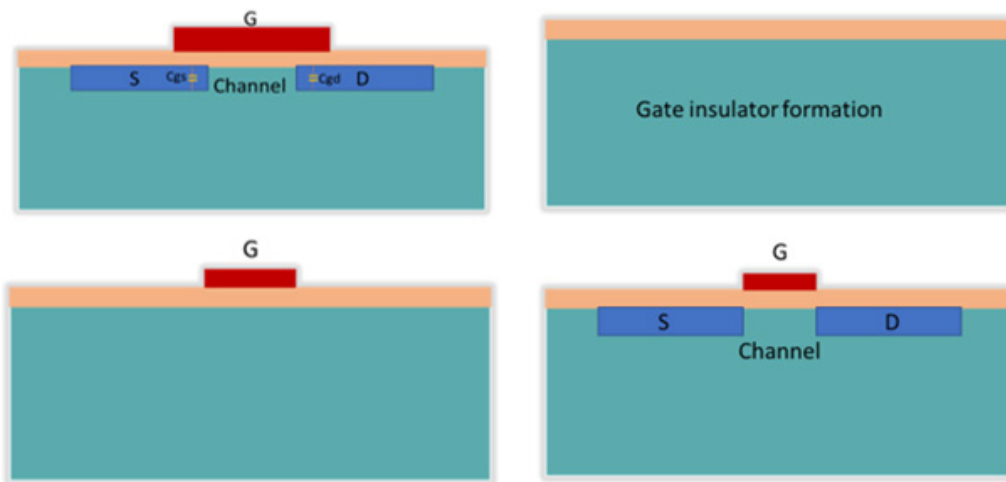 G
S Cgs Channel Cgd D
Gate insulator formation
G
G
S D
Channel